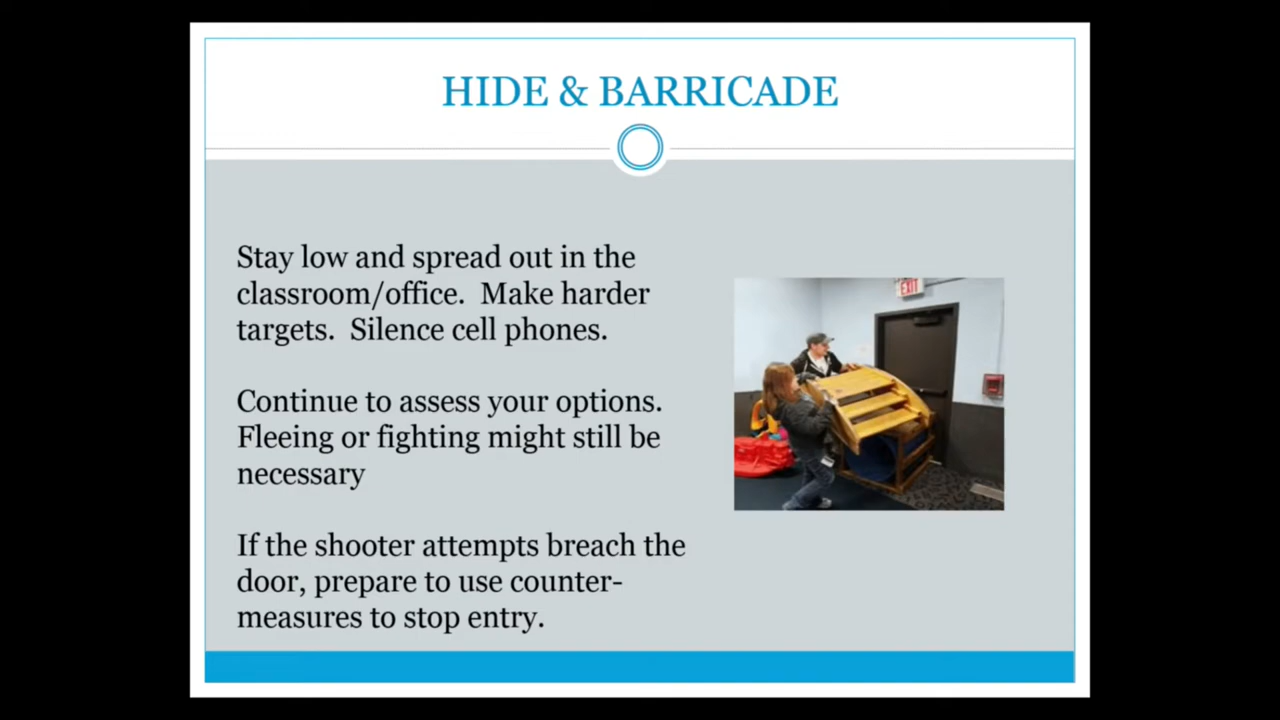 HIDE & BARRICADE
Stay low and spread out in the
classroom/office.  Make harder
targets.  Silence cell phones.
Continue to assess your options.
Fleeing or fighting might still be
necessary
If the shooter attempts breach the
door, prepare to use counter-
measures to stop entry.
EXIT